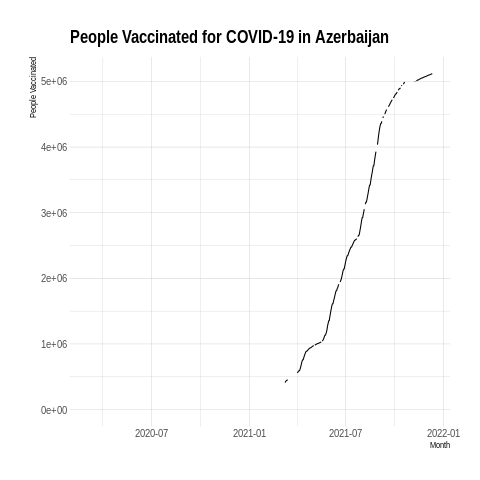 People Vaccinated for COVID-19 in Azerbaijan
People Vaccinated
5e+06
4e+06
3e+06
2e+06
1e+06
0e+00
2020-07 2021-01 2021-07 2022-01
Month